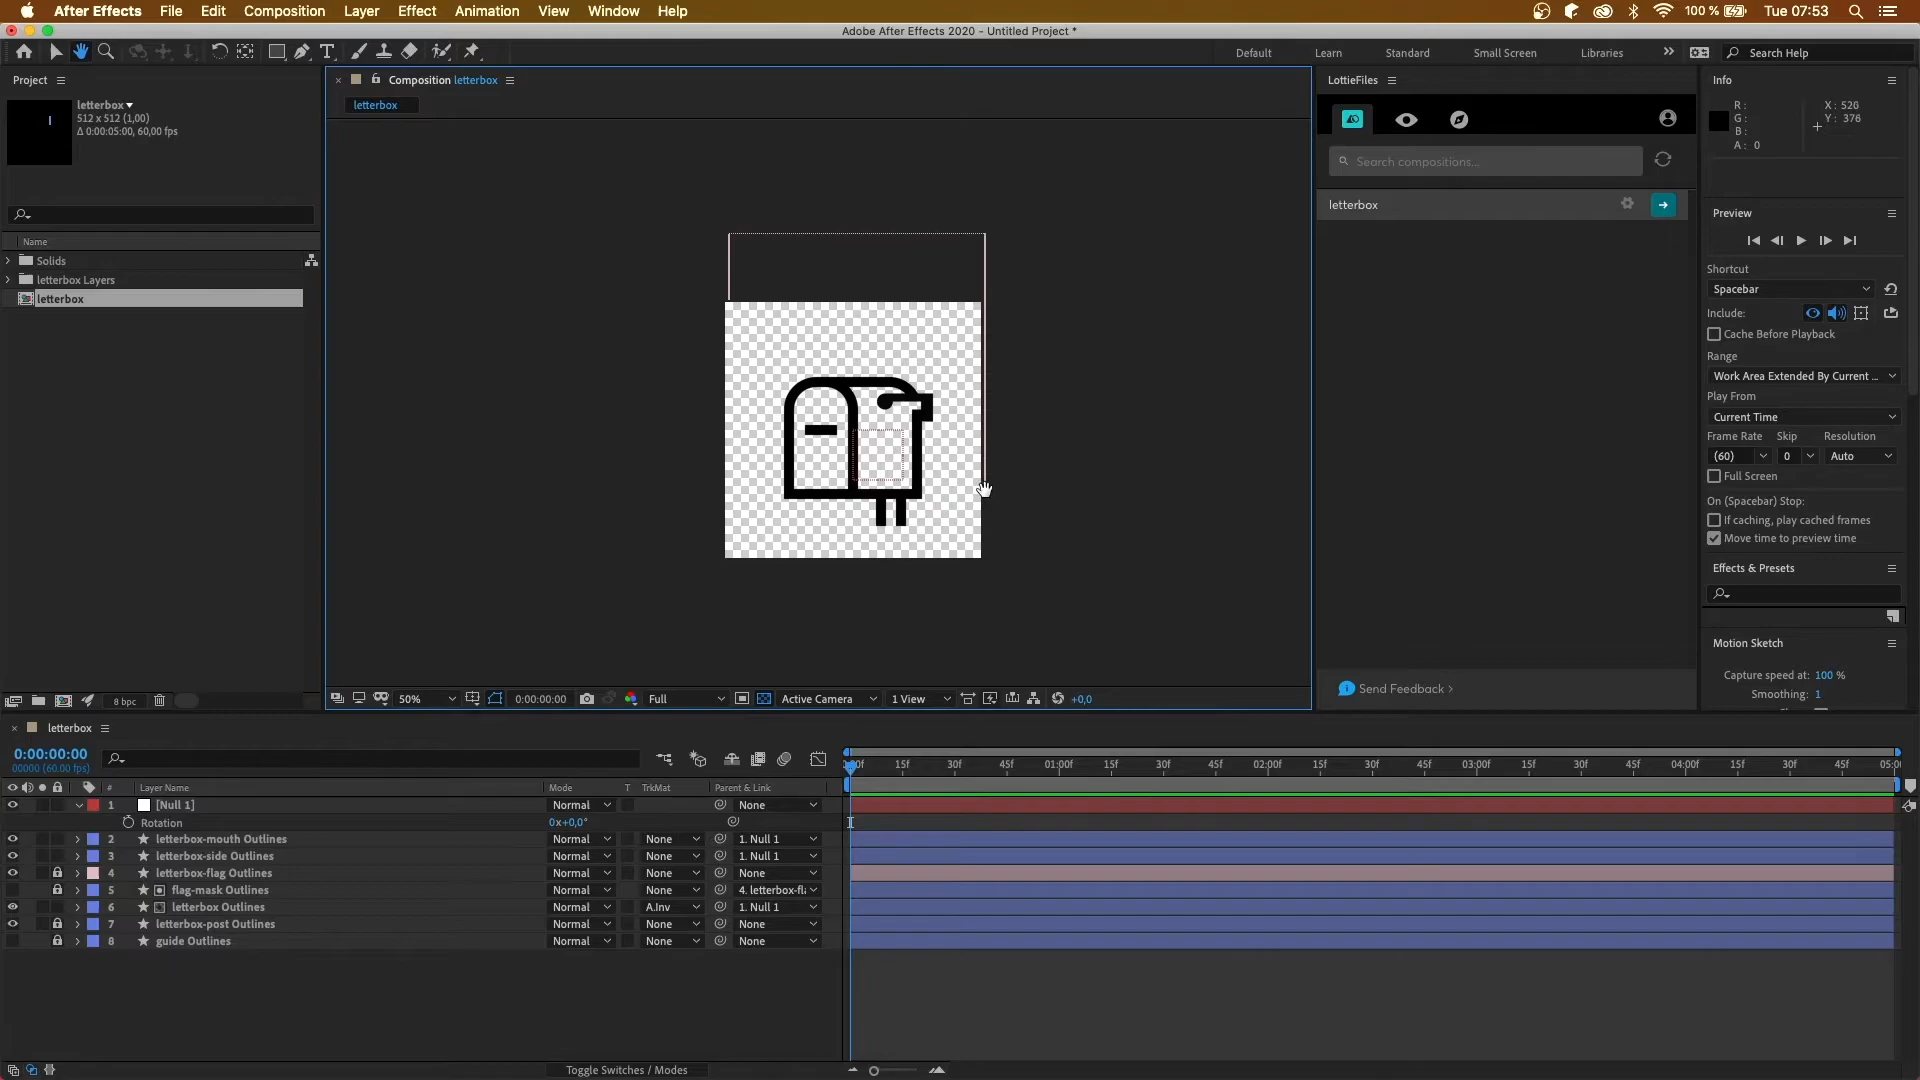 After Effects File Edit Composition Layer Effect Animation View Window Help 100 % Tue 07:53
Adobe After Effects 2020 - Untitled Project *
Default Learn Standard Small Screen Libraries Search Help
Project
letterbox
512 x 512 (1,00)
Δ 0:00:05:00, 60,00 fps
Name
Solids
letterbox Layers
letterbox
8 bpc
Composition letterbox
letterbox
50% 0:00:00:00 Full Active Camera 1 View +0,0
LottieFiles
Search compositions...
letterbox
Send Feedback >
Info
R :
G :
B :
A : 0
X : 520
Y : 376
Preview
Shortcut
Spacebar
Include:
Cache Before Playback
Range
Work Area Extended By Current ...
Play From
Current Time
Frame Rate Skip Resolution
(60) 0 Auto
Full Screen
On (Spacebar) Stop:
If caching, play cached frames
Move time to preview time
Effects & Presets
Motion Sketch
Capture speed at: 100 %
Smoothing: 1
letterbox
0:00:00:00
00000 (60.00 fps)
15f 30f 45f 01:00f 15f 30f 45f 02:00f 15f 30f 45f 03:00f 15f 30f 45f 04:00f 15f 30f 45f
# Layer Name Mode T TrkMat Parent & Link
1 [Null 1] Normal None
Rotation 0x+0,0°
2 letterbox-mouth Outlines Normal None 1. Null 1
3 letterbox-side Outlines Normal None 1. Null 1
4 letterbox-flag Outlines Normal None None
5 flag-mask Outlines Normal None 4. letterbox-fl
6 letterbox Outlines Normal A.Inv 1. Null 1
7 letterbox-post Outlines Normal None None
8 guide Outlines Normal None None
Toggle Switches / Modes